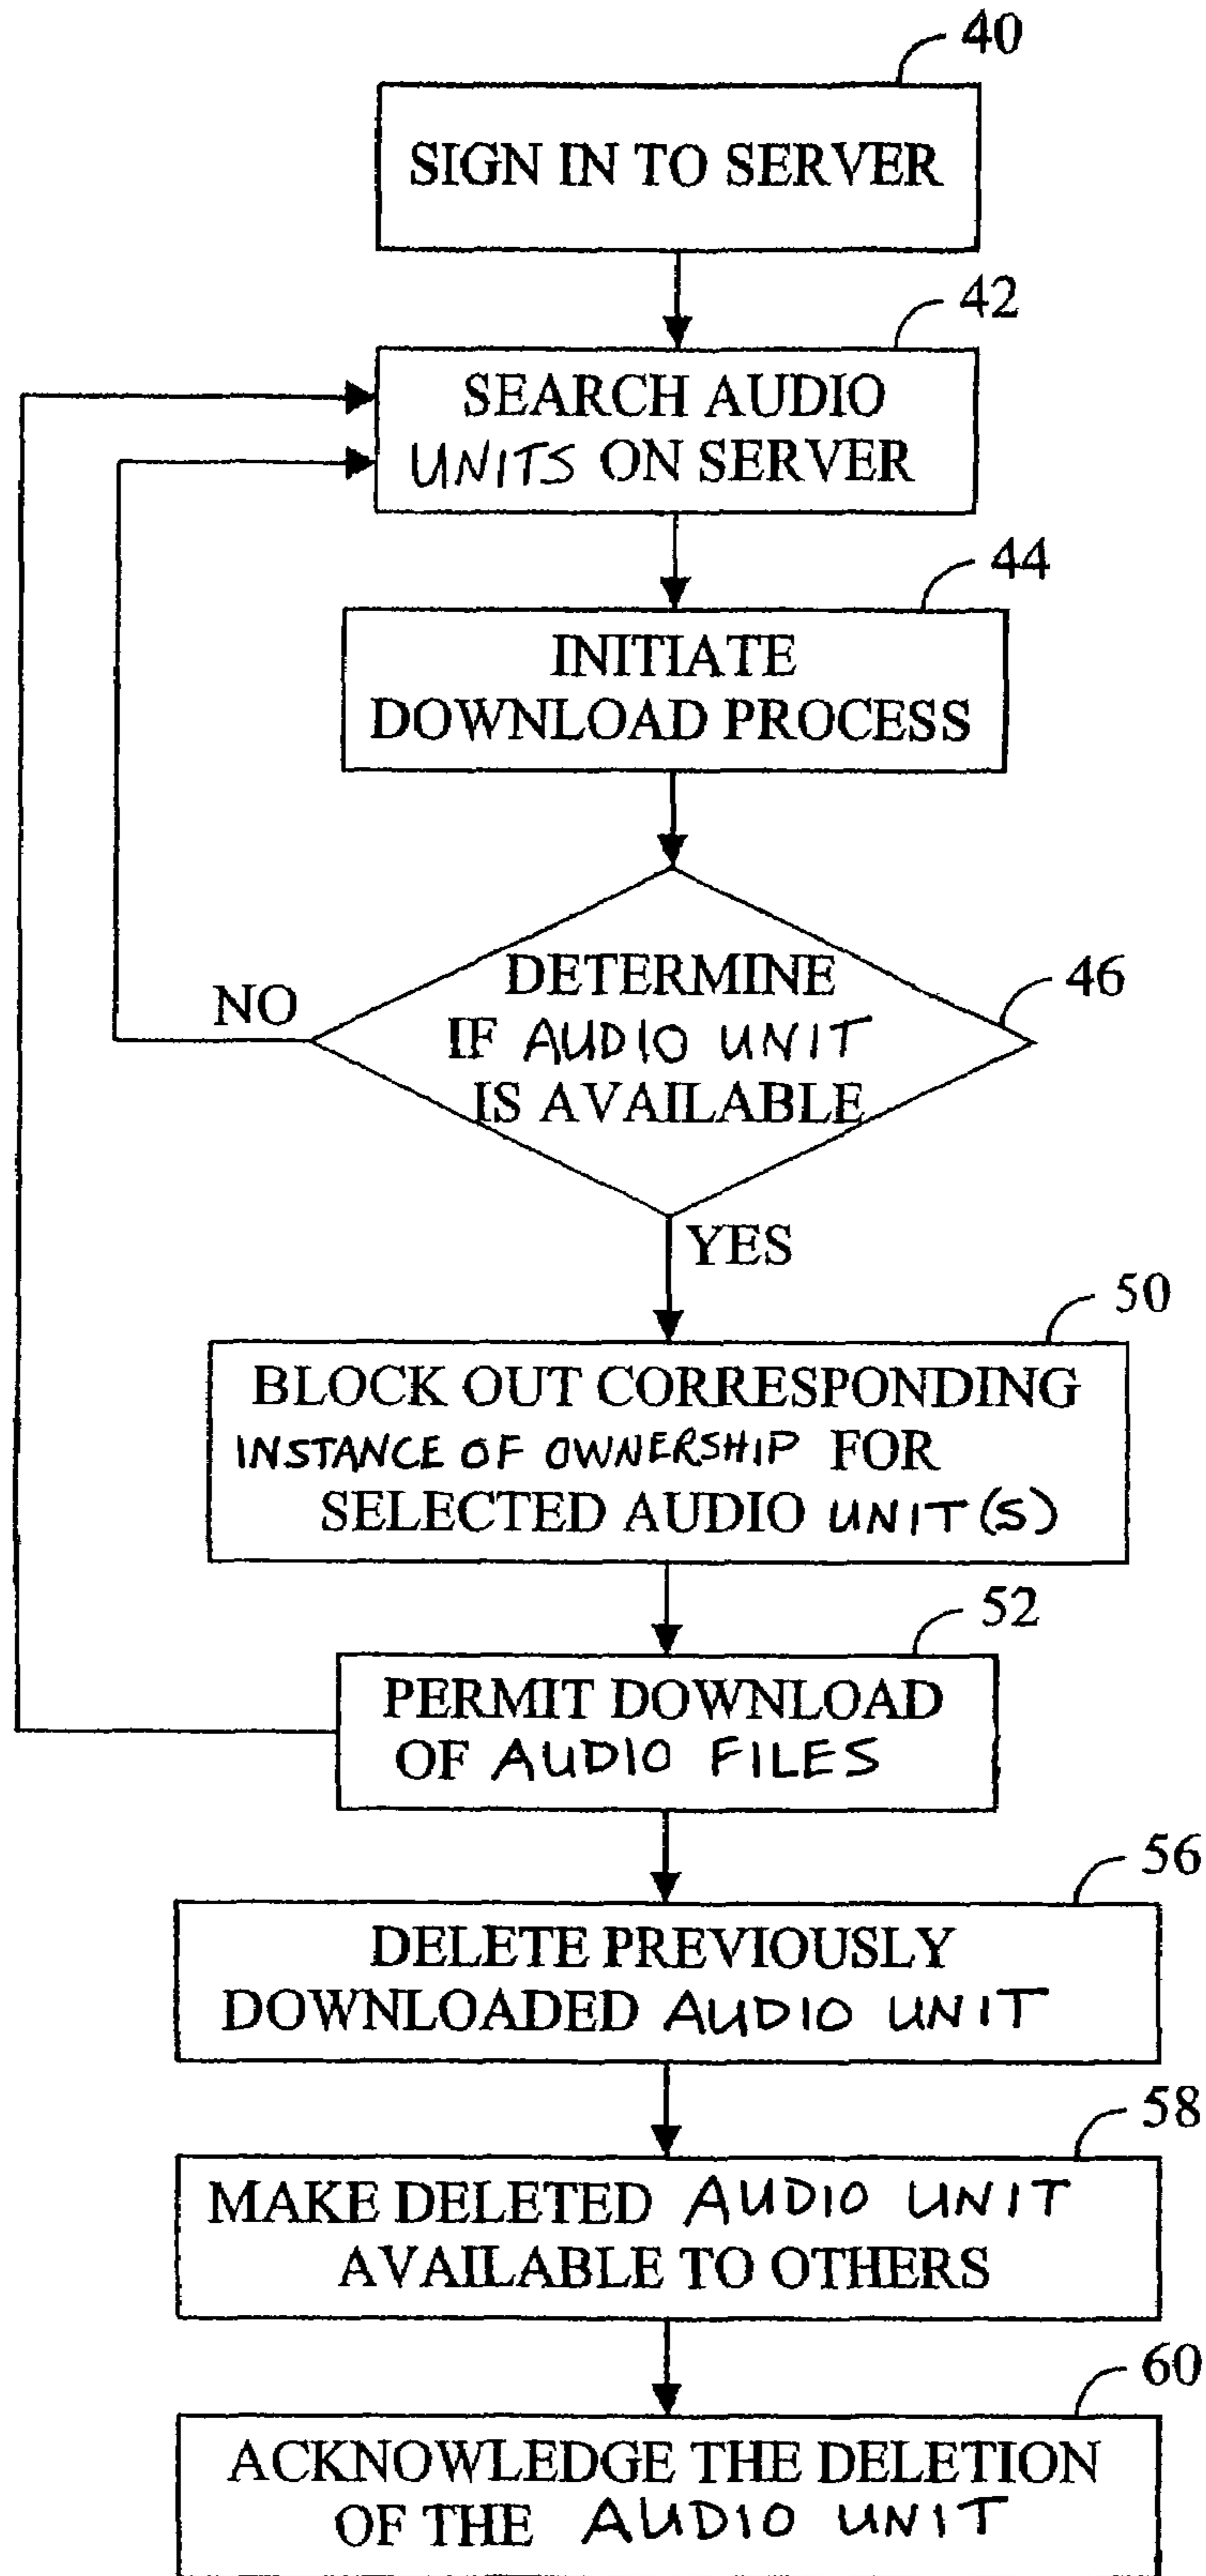 40
SIGN IN TO SERVER
42
SEARCH AUDIO
UNITS ON SERVER
44
INITIATE
DOWNLOAD PROCESS
46
DETERMINE
IF AUDIO UNIT
IS AVAILABLE
NO
YES
50
BLOCK OUT CORRESPONDING
INSTANCE OF OWNERSHIP FOR
SELECTED AUDIO UNIT(S)
52
PERMIT DOWNLOAD
OF AUDIO FILES
56
DELETE PREVIOUSLY
DOWNLOADED AUDIO UNIT
58
MAKE DELETED AUDIO UNIT
AVAILABLE TO OTHERS
60
ACKNOWLEDGE THE DELETION
OF THE AUDIO UNIT